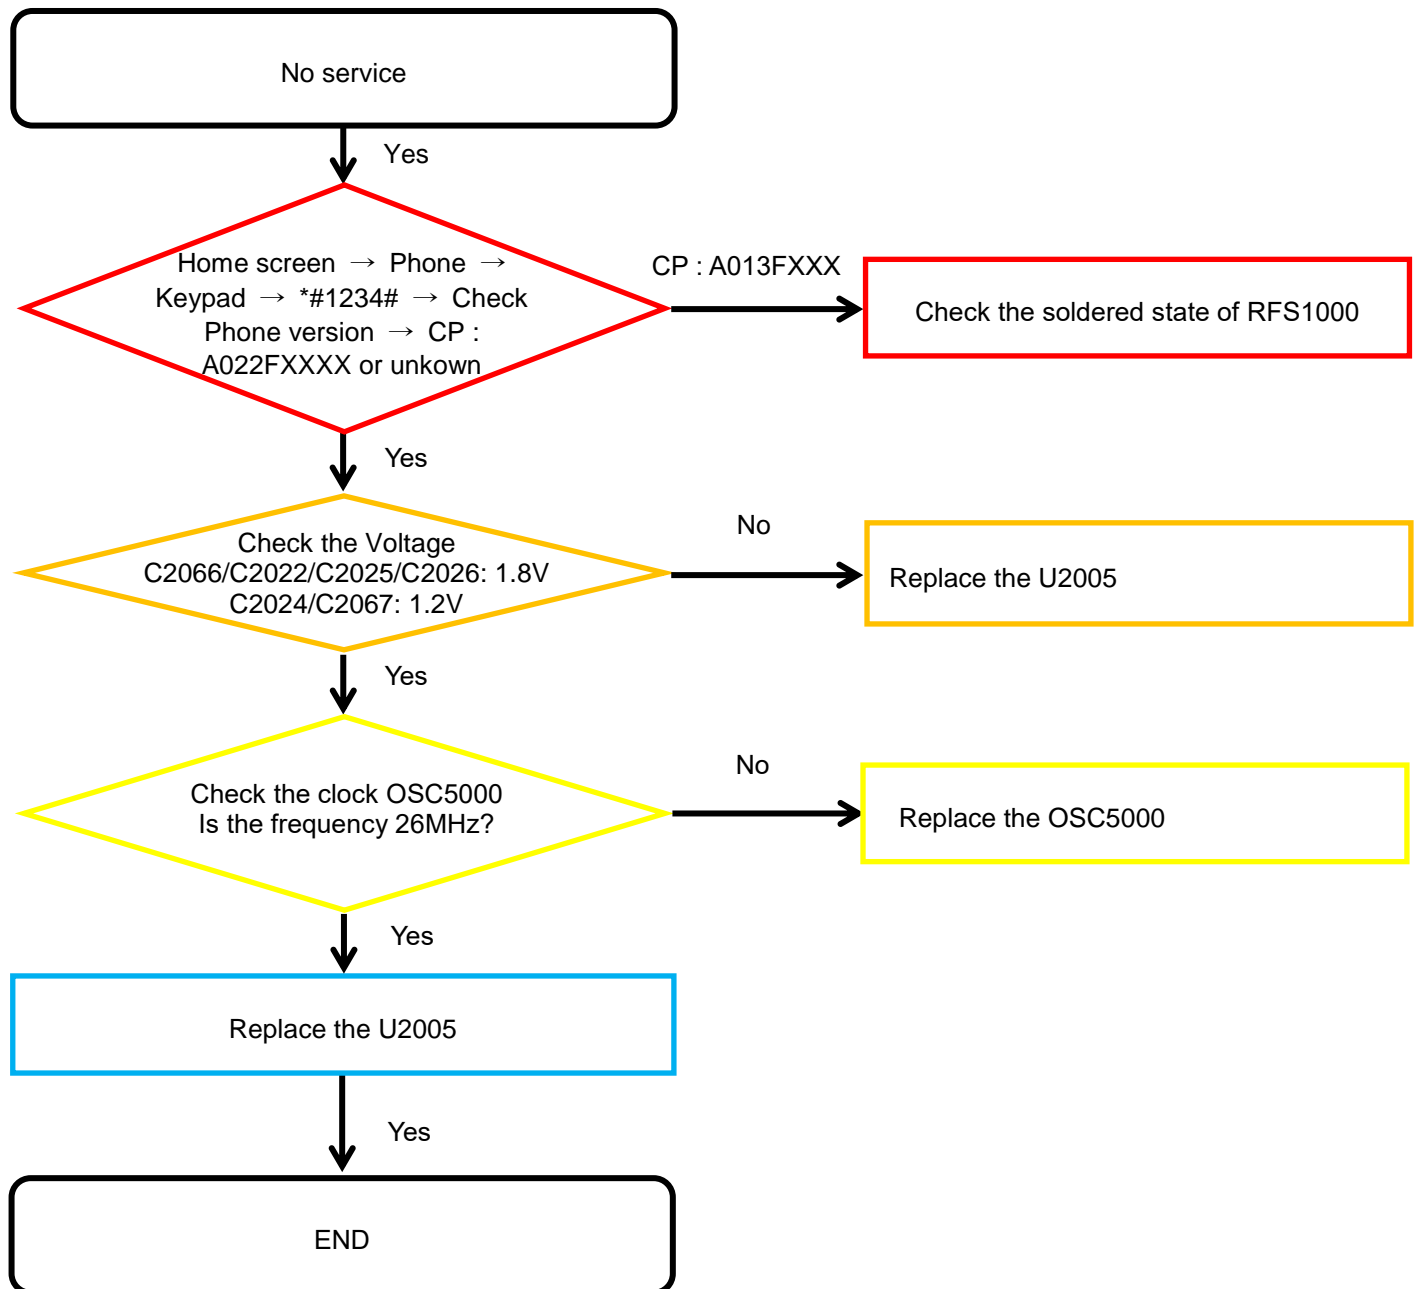 No service
Yes
Home screen → Phone →
Keypad → *#1234# → Check
Phone version → CP :
A022FXXXX or unkown
CP : A013FXXX
Check the soldered state of RFS1000
Yes
Check the Voltage
C2066/C2022/C2025/C2026: 1.8V
C2024/C2067: 1.2V
No
Replace the U2005
Yes
Check the clock OSC5000
Is the frequency 26MHz?
No
Replace the OSC5000
Yes
Replace the U2005
Yes
END